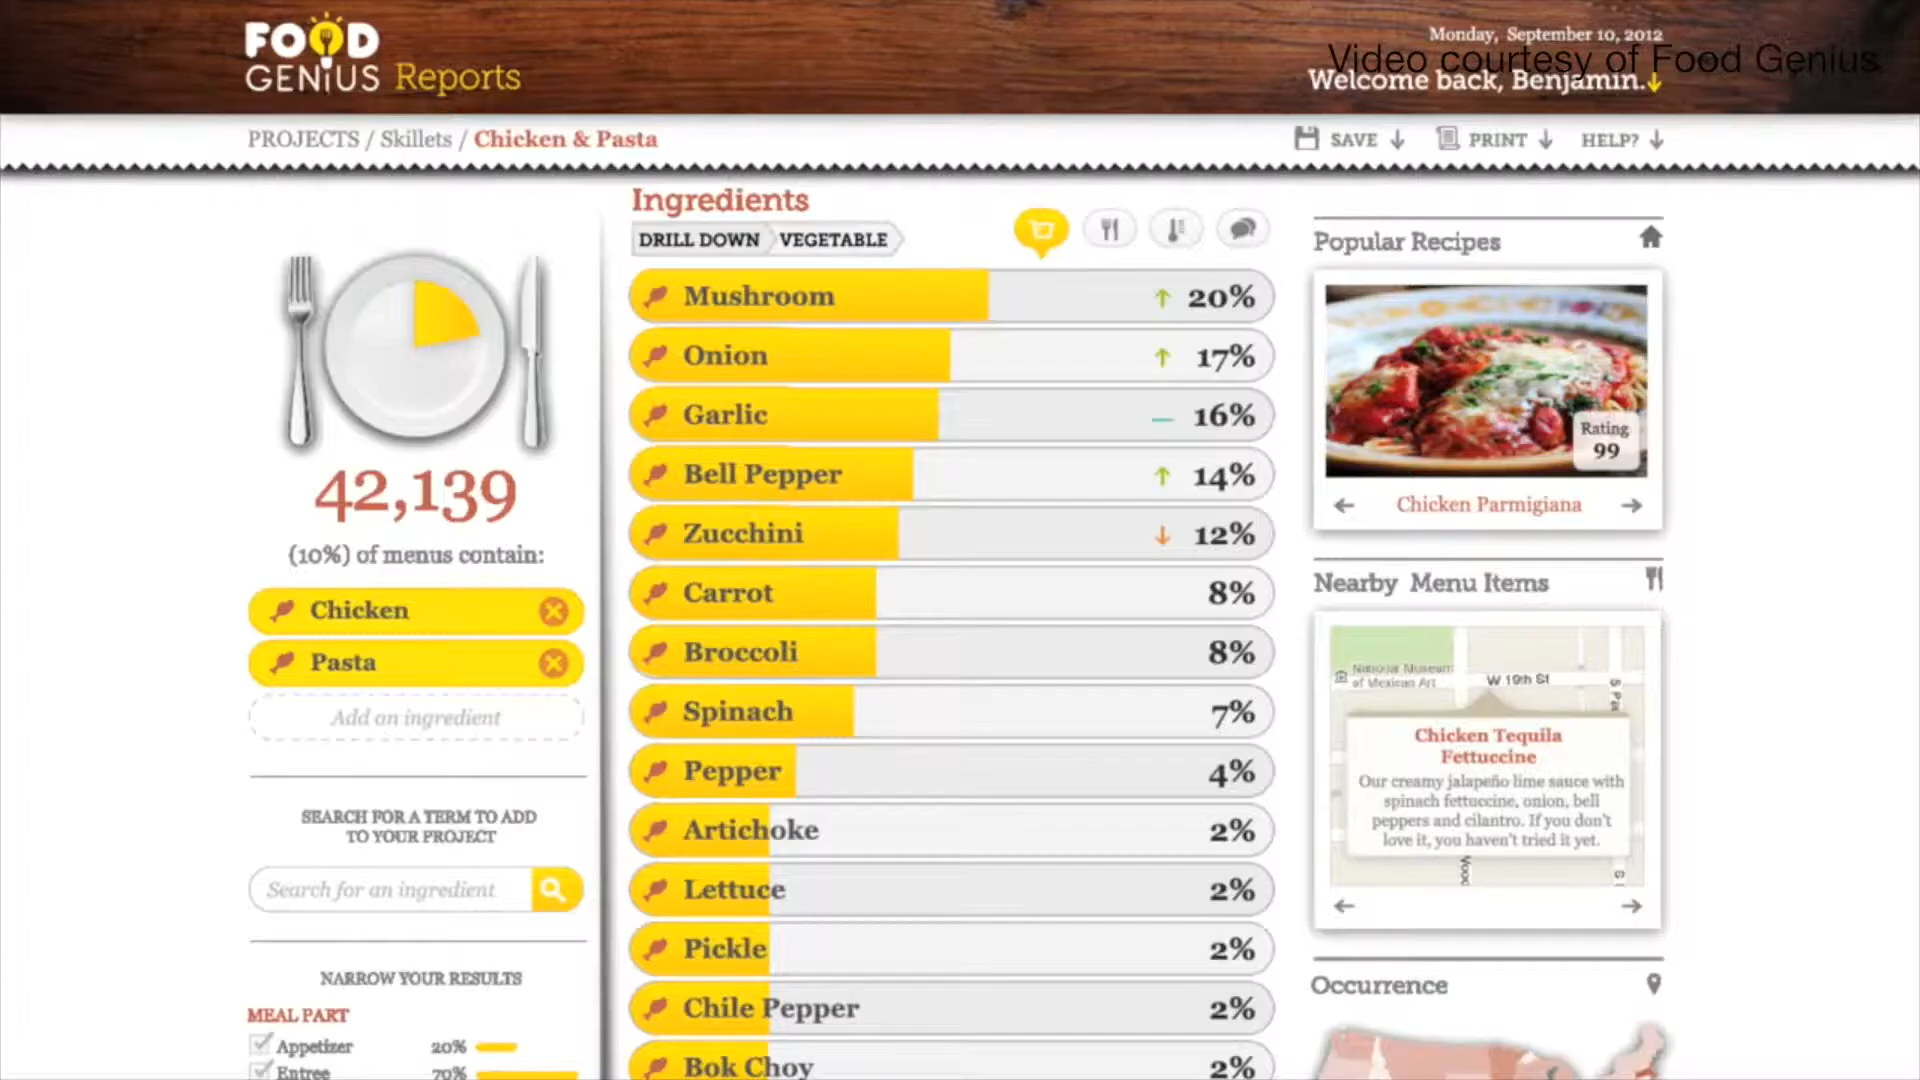 FOOD
GENIUS Reports
Monday, September 10, 2012
Video courtesy of Food Genius
Welcome back, Benjamin.
PROJECTS / Skillets / Chicken & Pasta
SAVE
PRINT
HELP?
42,139
(10%) of menus contain:
Chicken
Pasta
Add an ingredient
SEARCH FOR A TERM TO ADD
TO YOUR PROJECT
Search for an ingredient
NARROW YOUR RESULTS
MEAL PART
Appetizer 20%
Entree 70%
Ingredients
DRILL DOWN VEGETABLE
Mushroom 20%
Onion 17%
Garlic 16%
Bell Pepper 14%
Zucchini 12%
Carrot 8%
Broccoli 8%
Spinach 7%
Pepper 4%
Artichoke 2%
Lettuce 2%
Pickle 2%
Chile Pepper 2%
Bok Choy 2%
Popular Recipes
Rating
99
Chicken Parmigiana
Nearby Menu Items
National Museum
of Mexican Art
W 19th St
Chicken Tequila
Fettuccine
Our creamy jalapeño lime sauce with
spinach fettuccine, onion, bell
peppers and cilantro. If you don't
love it, you haven't tried it yet.
Occurrence